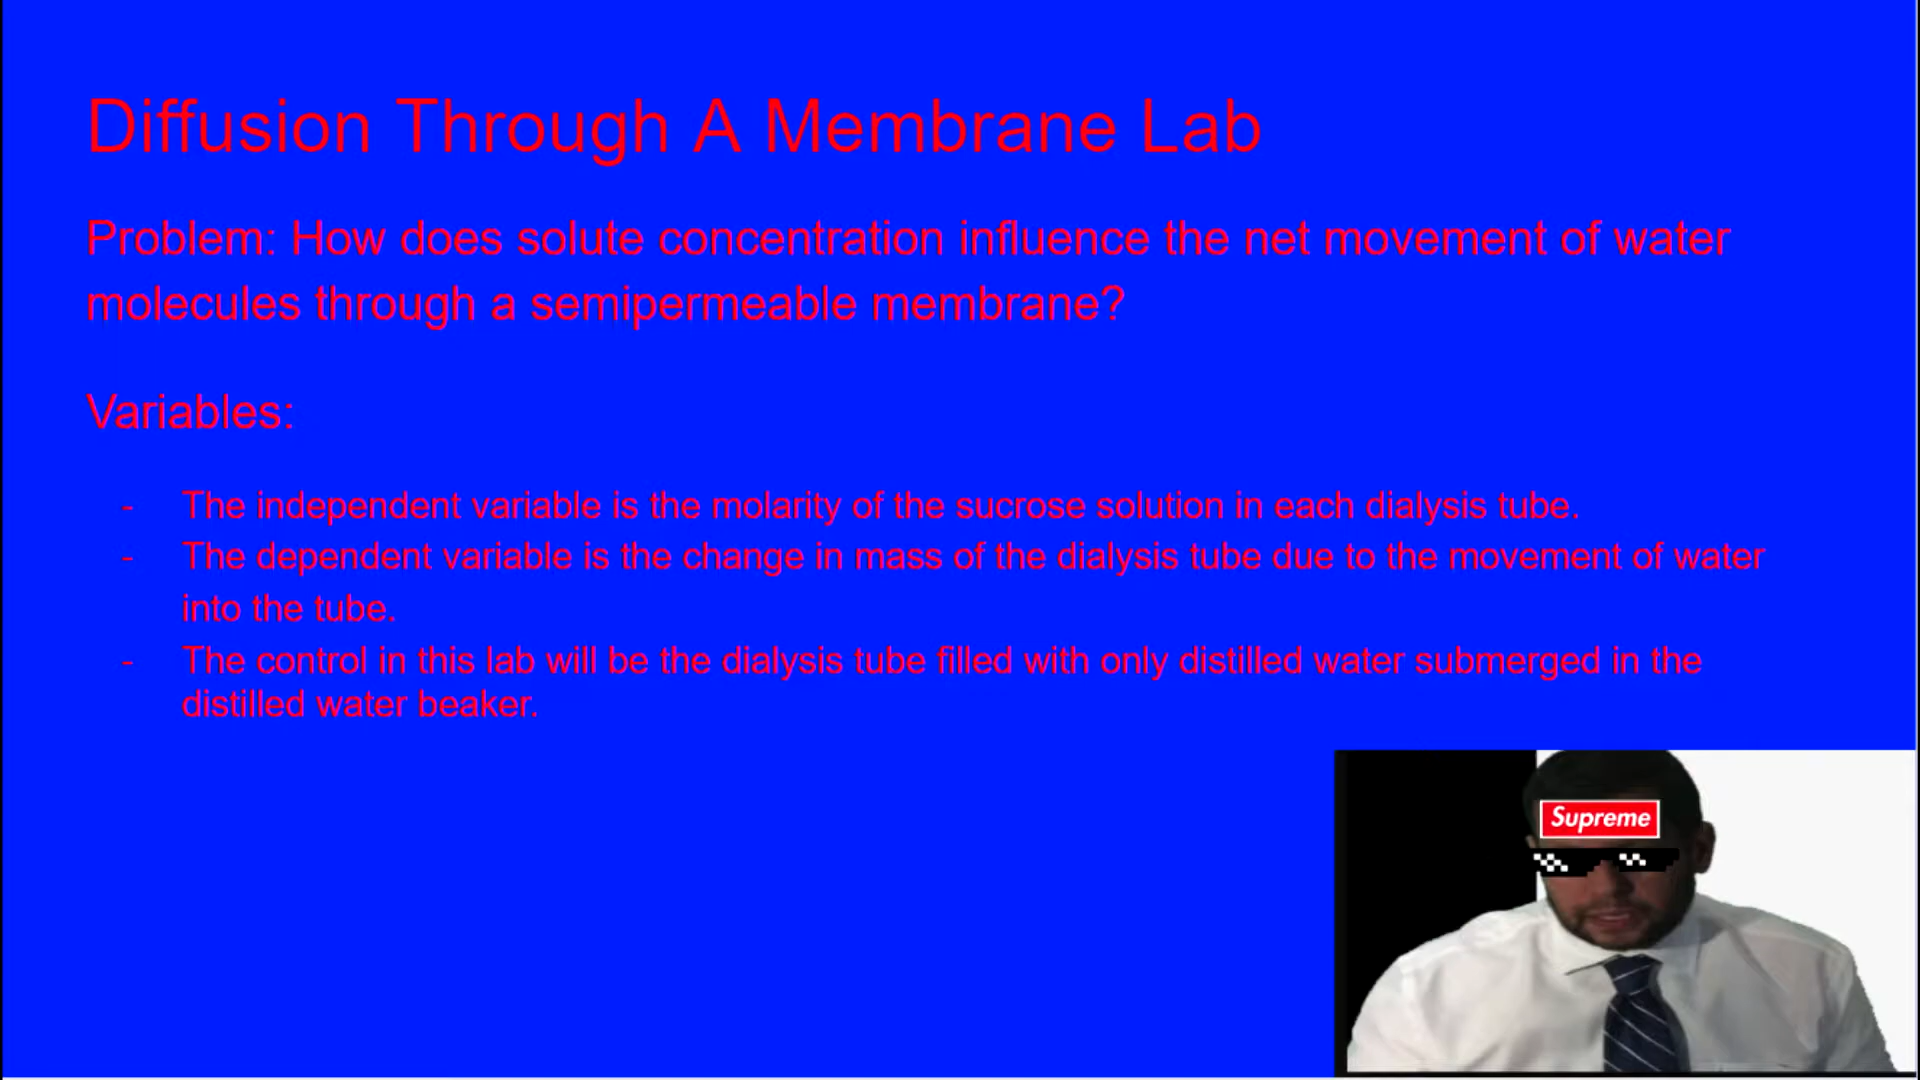 Diffusion Through A Membrane Lab
Problem: How does solute concentration influence the net movement of water
molecules through a semipermeable membrane?
Variables:
- The independent variable is the molarity of the sucrose solution in each dialysis tube.
- The dependent variable is the change in mass of the dialysis tube due to the movement of water
into the tube.
- The control in this lab will be the dialysis tube filled with only distilled water submerged in the
distilled water beaker.
Supreme